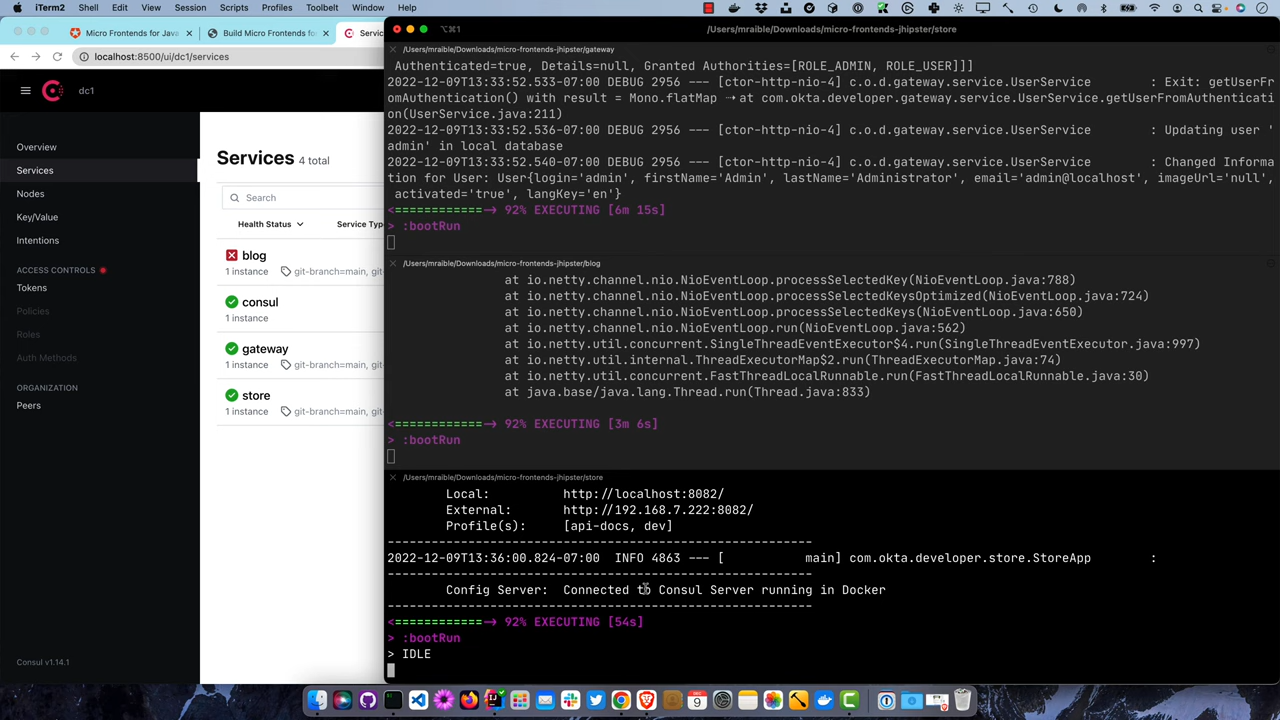 iTerm2 Shell Edit View Session Scripts Profiles Toolbelt Window Help
Micro Frontends for Java
Build Micro Frontends fo
Servic
⌥⌘1
/Users/mraible/Downloads/micro-frontends-jhipster/store
localhost:8500/ui/dc1/services
dc1
Overview
Services
Nodes
Key/Value
Intentions
ACCESS CONTROLS
Tokens
Policies
Roles
Auth Methods
ORGANIZATION
Peers
Consul v1.14.1
Services 4 total
Search
Health Status
Service Typ
blog
1 instance git-branch=main, git-
consul
1 instance
gateway
1 instance git-branch=main, git-
store
1 instance git-branch=main, git-
/Users/mraible/Downloads/micro-frontends-jhipster/gateway
Authenticated=true, Details=null, Granted Authorities=[ROLE_ADMIN, ROLE_USER]]]
2022-12-09T13:33:52.533-07:00 DEBUG 2956 --- [ctor-http-nio-4] c.o.d.gateway.service.UserService : Exit: getUserFr
omAuthentication() with result = Mono.flatMap ⇢ at com.okta.developer.gateway.service.UserService.getUserFromAuthenticati
on(UserService.java:211)
2022-12-09T13:33:52.536-07:00 DEBUG 2956 --- [ctor-http-nio-4] c.o.d.gateway.service.UserService : Updating user '
admin' in local database
2022-12-09T13:33:52.540-07:00 DEBUG 2956 --- [ctor-http-nio-4] c.o.d.gateway.service.UserService : Changed Informa
tion for User: User{login='admin', firstName='Admin', lastName='Administrator', email='admin@localhost', imageUrl='null',
activated='true', langKey='en'}
<============-> 92% EXECUTING [6m 15s]
> :bootRun
/Users/mraible/Downloads/micro-frontends-jhipster/blog
at io.netty.channel.nio.NioEventLoop.processSelectedKey(NioEventLoop.java:788)
at io.netty.channel.nio.NioEventLoop.processSelectedKeysOptimized(NioEventLoop.java:724)
at io.netty.channel.nio.NioEventLoop.processSelectedKeys(NioEventLoop.java:650)
at io.netty.channel.nio.NioEventLoop.run(NioEventLoop.java:562)
at io.netty.util.concurrent.SingleThreadEventExecutor$4.run(SingleThreadEventExecutor.java:997)
at io.netty.util.internal.ThreadExecutorMap$2.run(ThreadExecutorMap.java:74)
at io.netty.util.concurrent.FastThreadLocalRunnable.run(FastThreadLocalRunnable.java:30)
at java.base/java.lang.Thread.run(Thread.java:833)
<============-> 92% EXECUTING [3m 6s]
> :bootRun
/Users/mraible/Downloads/micro-frontends-jhipster/store
Local: http://localhost:8082/
External: http://192.168.7.222:8082/
Profile(s): [api-docs, dev]
----------------------------------------------------------
2022-12-09T13:36:00.824-07:00 INFO 4863 --- [ main] com.okta.developer.store.StoreApp :
----------------------------------------------------------
Config Server: Connected to Consul Server running in Docker
----------------------------------------------------------
<============-> 92% EXECUTING [54s]
> :bootRun
> IDLE